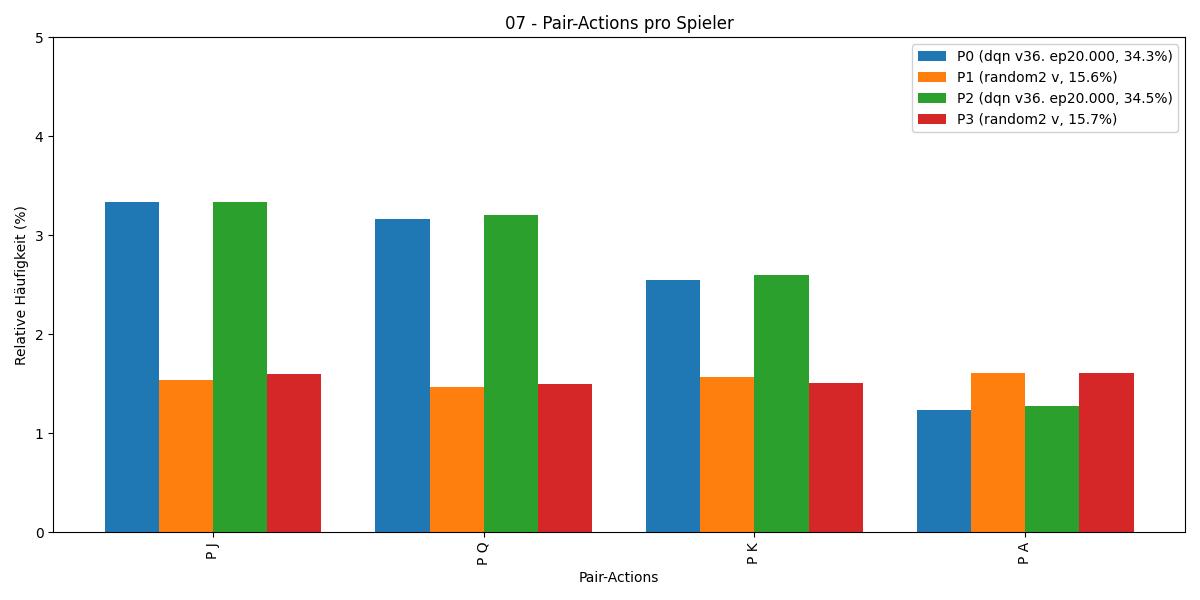 07 - Pair-Actions pro Spieler
P0 (dqn v36. ep20.000, 34.3%)
P1 (random2 v, 15.6%)
P2 (dqn v36. ep20.000, 34.5%)
P3 (random2 v, 15.7%)
Relative Häufigkeit (%)
5
4
3
2
1
0
P J
P Q
P K
P A
Pair-Actions